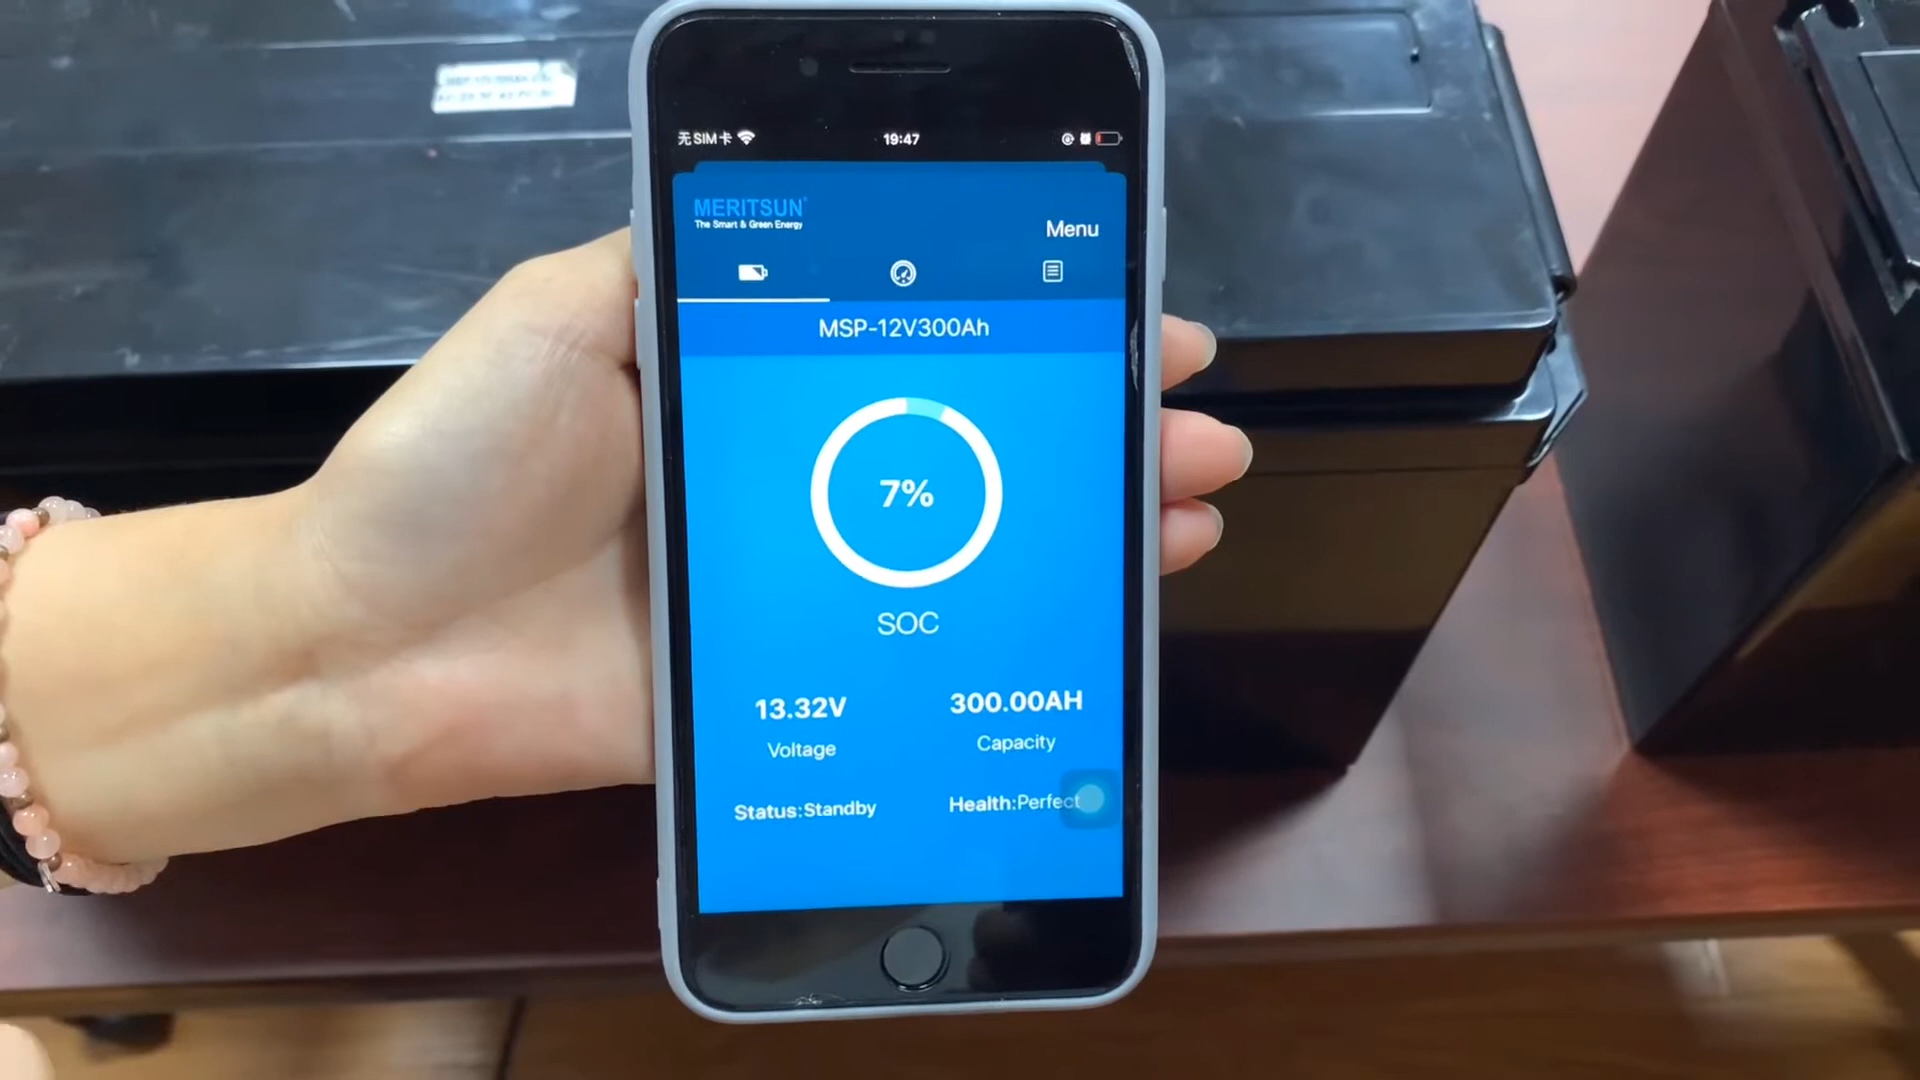 无SIM卡
19:47
MERITSUN®
The Smart & Green Energy
Menu
MSP-12V300Ah
7%
SOC
13.32V
300.00AH
Voltage
Capacity
Status:Standby
Health:Perfect